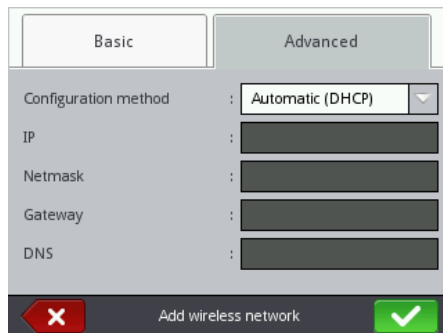 Basic Advanced
Configuration method : Automatic (DHCP)
IP :
Netmask :
Gateway :
DNS :
Add wireless network